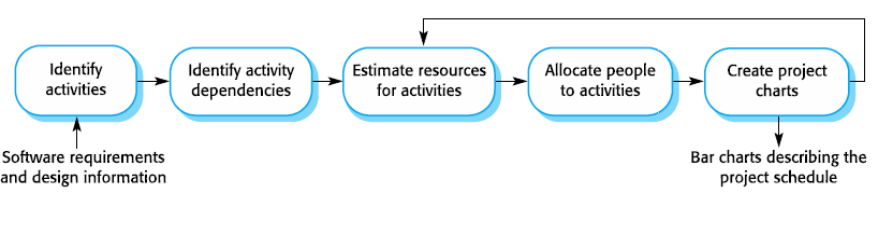 Identify
activities
Identify activity
dependencies
Estimate resources
for activities
Allocate people
to activities
Create project
charts
Software requirements
and design information
Bar charts describing the
project schedule